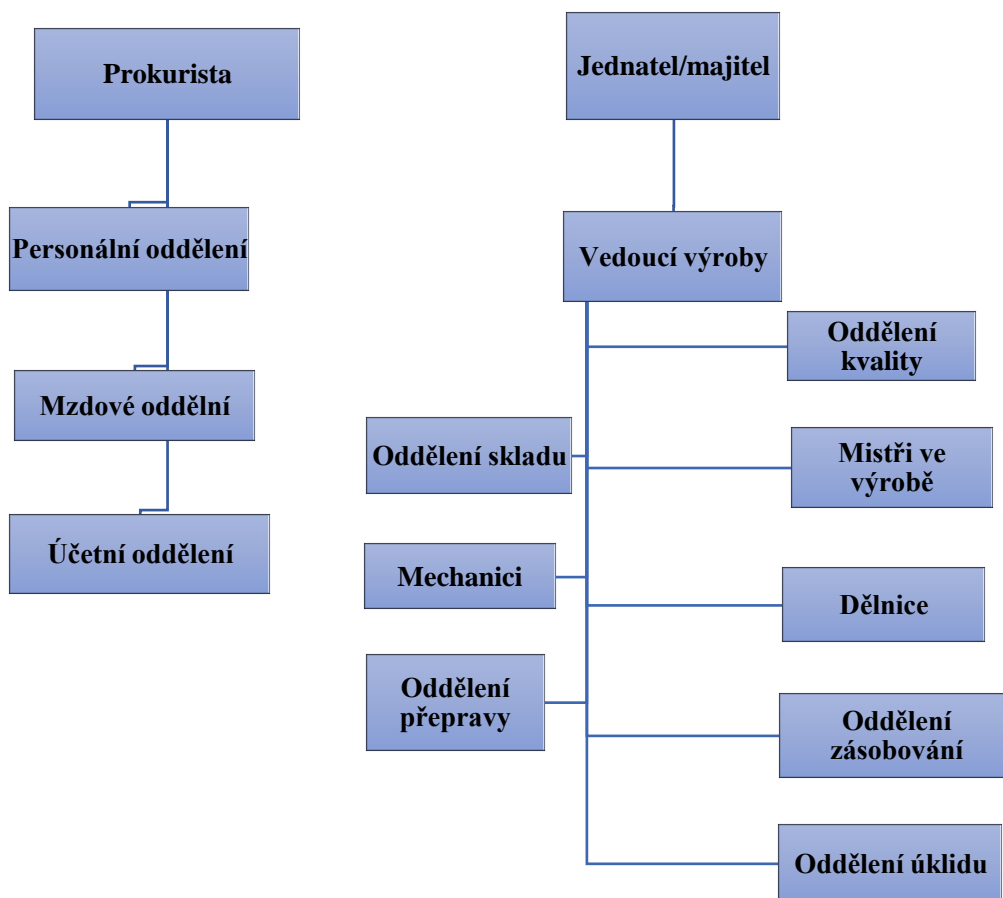 Prokurista
Personální oddělení
Mzdové oddělní
Účetní oddělení
Jednatel/majitel
Vedoucí výroby
Oddělení
kvality
Oddělení skladu
Mistři ve
výrobě
Mechanici
Dělnice
Oddělení
přepravy
Oddělení
zásobování
Oddělení úklidu